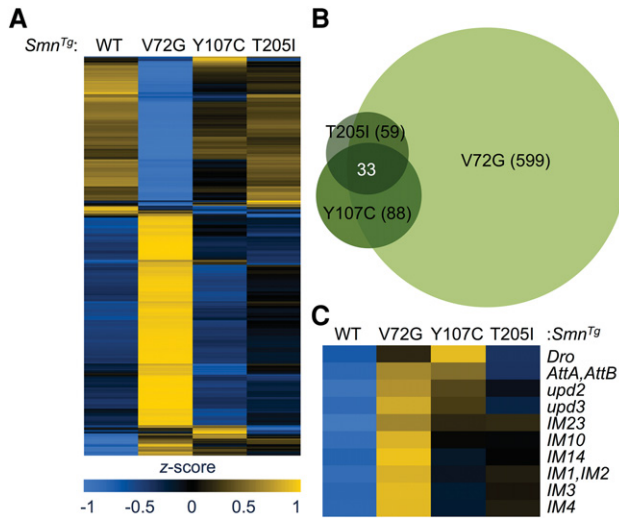 A
Smn^Tg: WT V72G Y107C T205I
z-score
-1 -0.5 0 0.5 1
B
T205I (59)
33
V72G (599)
Y107C (88)
C
WT V72G Y107C T205I :Smn^Tg
Dro
AttA,AttB
upd2
upd3
IM23
IM10
IM14
IM1,IM2
IM3
IM4